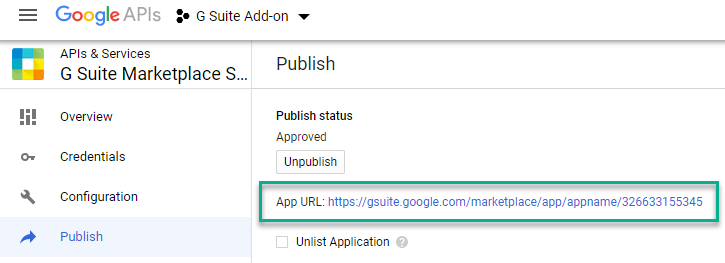 Google APIs
G Suite Add-on
APIs & Services
G Suite Marketplace S...
Publish
Overview
Credentials
Configuration
Publish
Publish status
Approved
Unpublish
App URL: https://gsuite.google.com/marketplace/app/appname/326633155345
Unlist Application
?